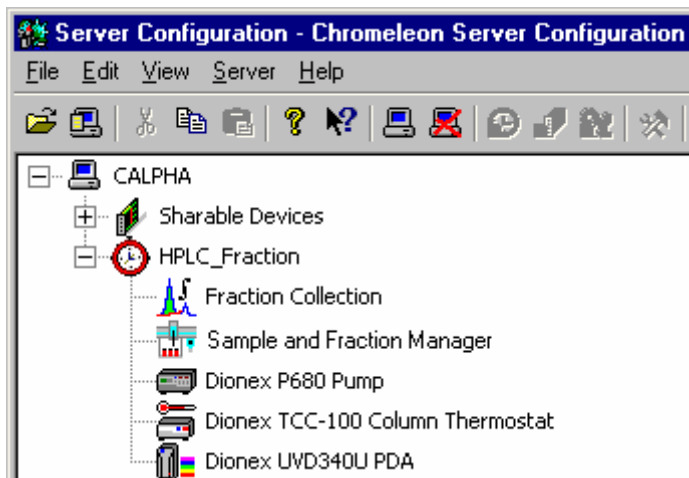 Server Configuration - Chromeleon Server Configuration
File Edit View Server Help
CALPHA
Sharable Devices
HPLC_Fraction
Fraction Collection
Sample and Fraction Manager
Dionex P680 Pump
Dionex TCC-100 Column Thermostat
Dionex UVD340U PDA